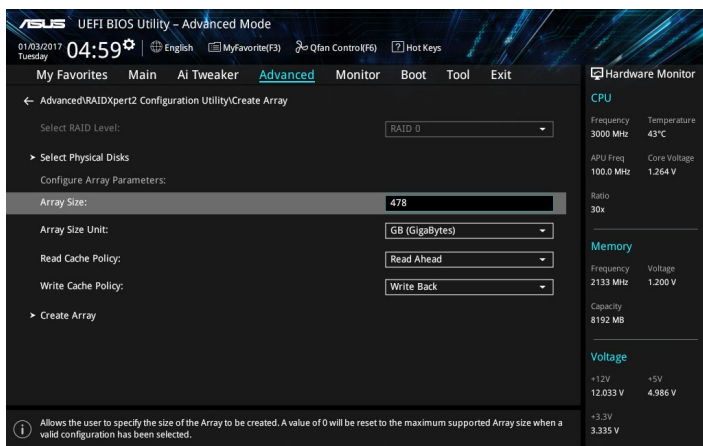 ASUS UEFI BIOS Utility – Advanced Mode
01/03/2017 Tuesday 04:59 English MyFavorite(F3) Qfan Control(F6) ? Hot Keys
My Favorites Main Ai Tweaker Advanced Monitor Boot Tool Exit
← Advanced\RAIDXpert2 Configuration Utility\Create Array
Select RAID Level: RAID 0
> Select Physical Disks
Configure Array Parameters:
Array Size: 478
Array Size Unit: GB (GigaBytes)
Read Cache Policy: Read Ahead
Write Cache Policy: Write Back
> Create Array
Allows the user to specify the size of the Array to be created. A value of 0 will be reset to the maximum supported Array size when a
valid configuration has been selected.
Hardware Monitor
CPU
Frequency Temperature
3000 MHz 43°C
APU Freq Core Voltage
100.0 MHz 1.264 V
Ratio
30x
Memory
Frequency Voltage
2133 MHz 1.200 V
Capacity
8192 MB
Voltage
+12V +5V
12.033 V 4.986 V
+3.3V
3.335 V